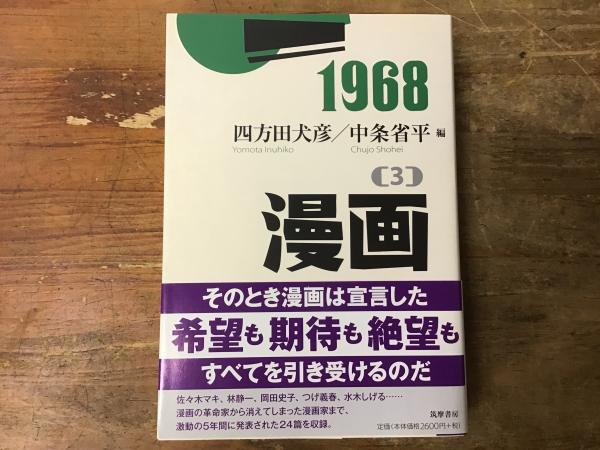 1968
四方田犬彦／中条省平 編
Yomota Inuhiko Chujo Shohei
【3】
漫画
そのとき漫画は宣言した
希望も期待も絶望も
すべてを引き受けるのだ
佐々木マキ、林静一、岡田史子、つげ義春、水木しげる……
漫画の革命家から消えてしまった漫画家まで、
激動の5年間に発表された24篇を収録。
筑摩書房
定価(本体価格2600円+税)